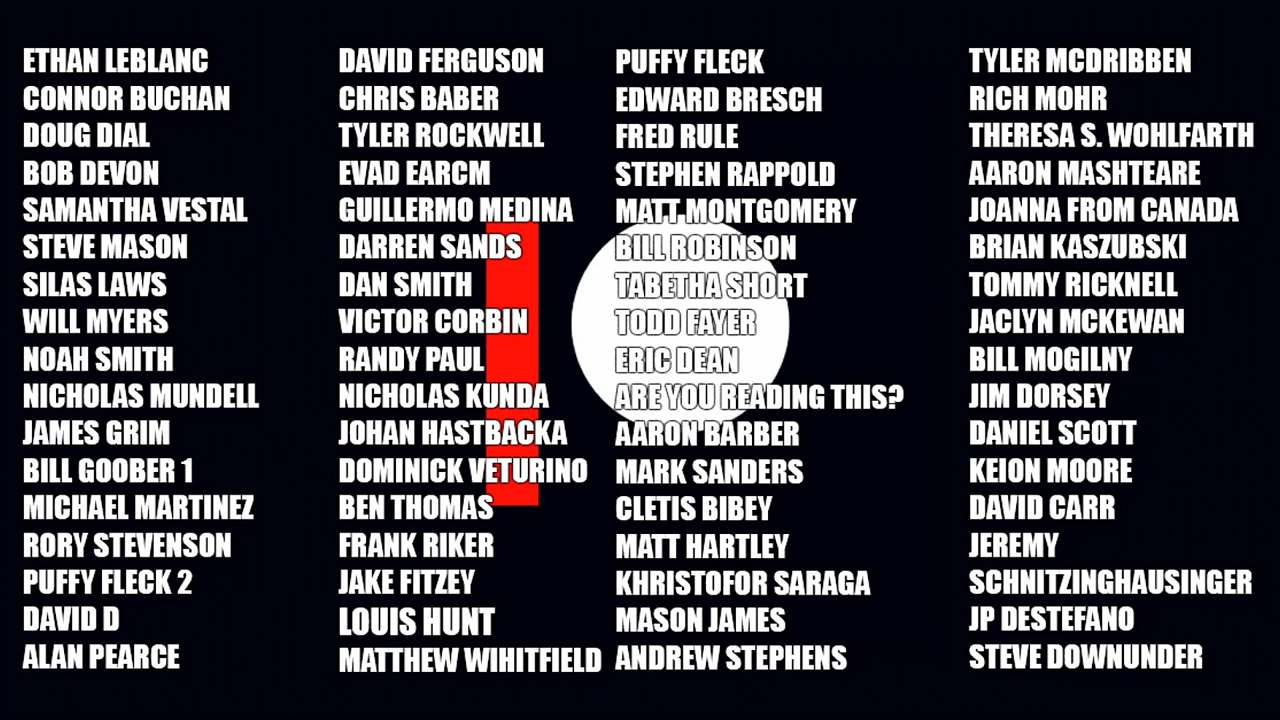 ETHAN LEBLANC
CONNOR BUCHAN
DOUG DIAL
BOB DEVON
SAMANTHA VESTAL
STEVE MASON
SILAS LAWS
WILL MYERS
NOAH SMITH
NICHOLAS MUNDELL
JAMES GRIM
BILL GOOBER 1
MICHAEL MARTINEZ
RORY STEVENSON
PUFFY FLECK 2
DAVID D
ALAN PEARCE
DAVID FERGUSON
CHRIS BABER
TYLER ROCKWELL
EVAD EARCM
GUILLERMO MEDINA
DARREN SANDS
DAN SMITH
VICTOR CORBIN
RANDY PAUL
NICHOLAS KUNDA
JOHAN HASTBACKA
DOMINICK VETURINO
BEN THOMAS
FRANK RIKER
JAKE FITZEY
LOUIS HUNT
MATTHEW WIHITFIELD
PUFFY FLECK
EDWARD BRESCH
FRED RULE
STEPHEN RAPPOLD
MATT MONTGOMERY
BILL ROBINSON
TABETHA SHORT
TODD FAYER
ERIC DEAN
ARE YOU READING THIS?
AARON BARBER
MARK SANDERS
CLETIS BIBEY
MATT HARTLEY
KHRISTOFOR SARAGA
MASON JAMES
ANDREW STEPHENS
TYLER MCDRIBBEN
RICH MOHR
THERESA S. WOHLFARTH
AARON MASHTEARE
JOANNA FROM CANADA
BRIAN KASZUBSKI
TOMMY RICKNELL
JACLYN MCKEWAN
BILL MOGILNY
JIM DORSEY
DANIEL SCOTT
KEION MOORE
DAVID CARR
JEREMY
SCHNITZINGHAUSINGER
JP DESTEFANO
STEVE DOWNUNDER